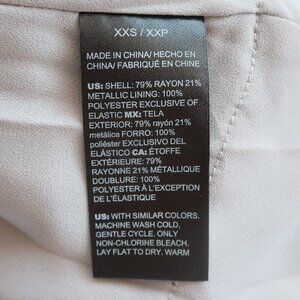 XXS / XXP
MADE IN CHINA/ HECHO EN
CHINA/ FABRIQUÉ EN CHINE
US: SHELL: 79% RAYON 21%
METALLIC LINING: 100%
POLYESTER EXCLUSIVE OF
ELASTIC MX: TELA
EXTERIOR: 79% rayón 21%
metálica FORRO: 100%
poliéster EXCLUSIVO DEL
ELÁSTICO CA: ÉTOFFE
EXTÉRIEURE: 79%
RAYONNE 21% MÉTALLIQUE
DOUBLURE: 100%
POLYESTER À L'EXCEPTION
DE L'ÉLASTIQUE
US: WITH SIMILAR COLORS.
MACHINE WASH COLD,
GENTLE CYCLE. ONLY
NON-CHLORINE BLEACH.
LAY FLAT TO DRY. WARM